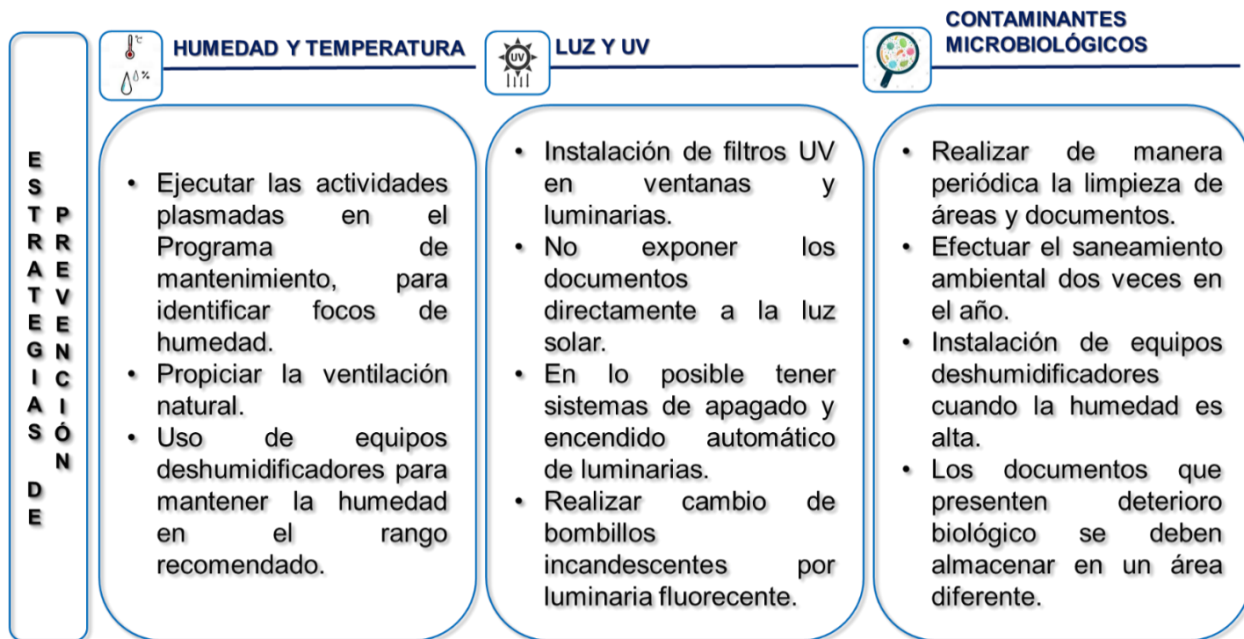 ESTRATEGIAS DE
PREVENCIÓN
°C
%
HUMEDAD Y TEMPERATURA
• Ejecutar las actividades
plasmadas en el
Programa de
mantenimiento, para
identificar focos de
humedad.
• Propiciar la ventilación
natural.
• Uso de equipos
deshumidificadores para
mantener la humedad
en el rango
recomendado.
UV
LUZ Y UV
• Instalación de filtros UV
en ventanas y
luminarias.
• No exponer los
documentos
directamente a la luz
solar.
• En lo posible tener
sistemas de apagado y
encendido automático
de luminarias.
• Realizar cambio de
bombillos
incandescentes por
luminaria fluorecente.
CONTAMINANTES
MICROBIOLÓGICOS
• Realizar de manera
periódica la limpieza de
áreas y documentos.
• Efectuar el saneamiento
ambiental dos veces en
el año.
• Instalación de equipos
deshumidificadores
cuando la humedad es
alta.
• Los documentos que
presenten deterioro
biológico se deben
almacenar en un área
diferente.